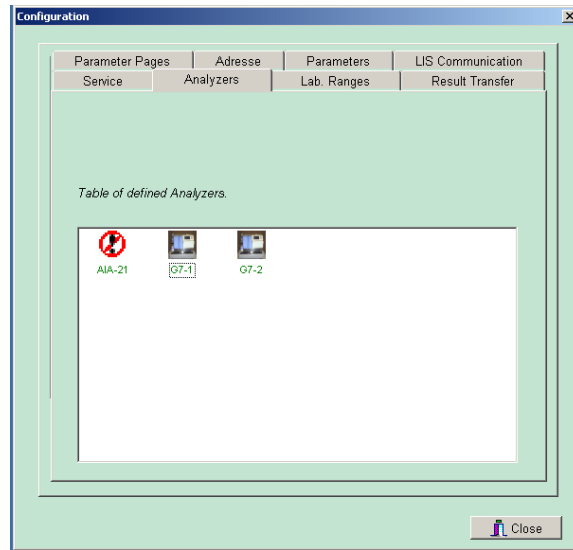 Configuration
Parameter Pages Adresse Parameters LIS Communication
Service Analyzers Lab. Ranges Result Transfer
Table of defined Analyzers.
AIA-21 G7-1 G7-2
Close